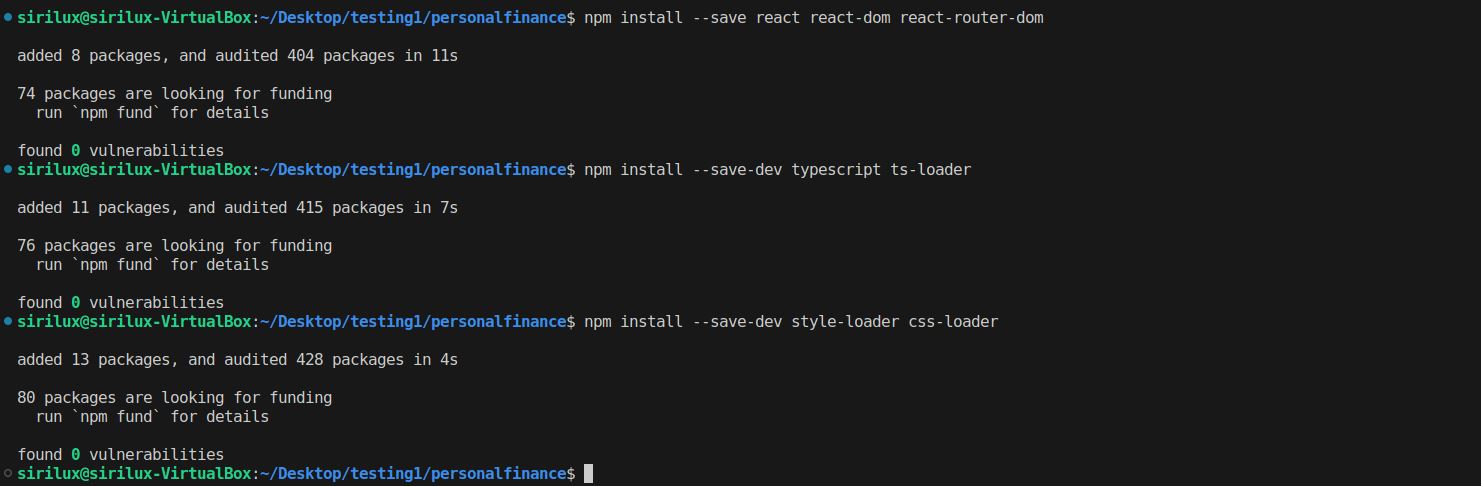 sirilux@sirilux-VirtualBox:~/Desktop/testing1/personalfinance$ npm install --save react react-dom react-router-dom
added 8 packages, and audited 404 packages in 11s
74 packages are looking for funding
  run `npm fund` for details
found 0 vulnerabilities
sirilux@sirilux-VirtualBox:~/Desktop/testing1/personalfinance$ npm install --save-dev typescript ts-loader
added 11 packages, and audited 415 packages in 7s
76 packages are looking for funding
  run `npm fund` for details
found 0 vulnerabilities
sirilux@sirilux-VirtualBox:~/Desktop/testing1/personalfinance$ npm install --save-dev style-loader css-loader
added 13 packages, and audited 428 packages in 4s
80 packages are looking for funding
  run `npm fund` for details
found 0 vulnerabilities
sirilux@sirilux-VirtualBox:~/Desktop/testing1/personalfinance$